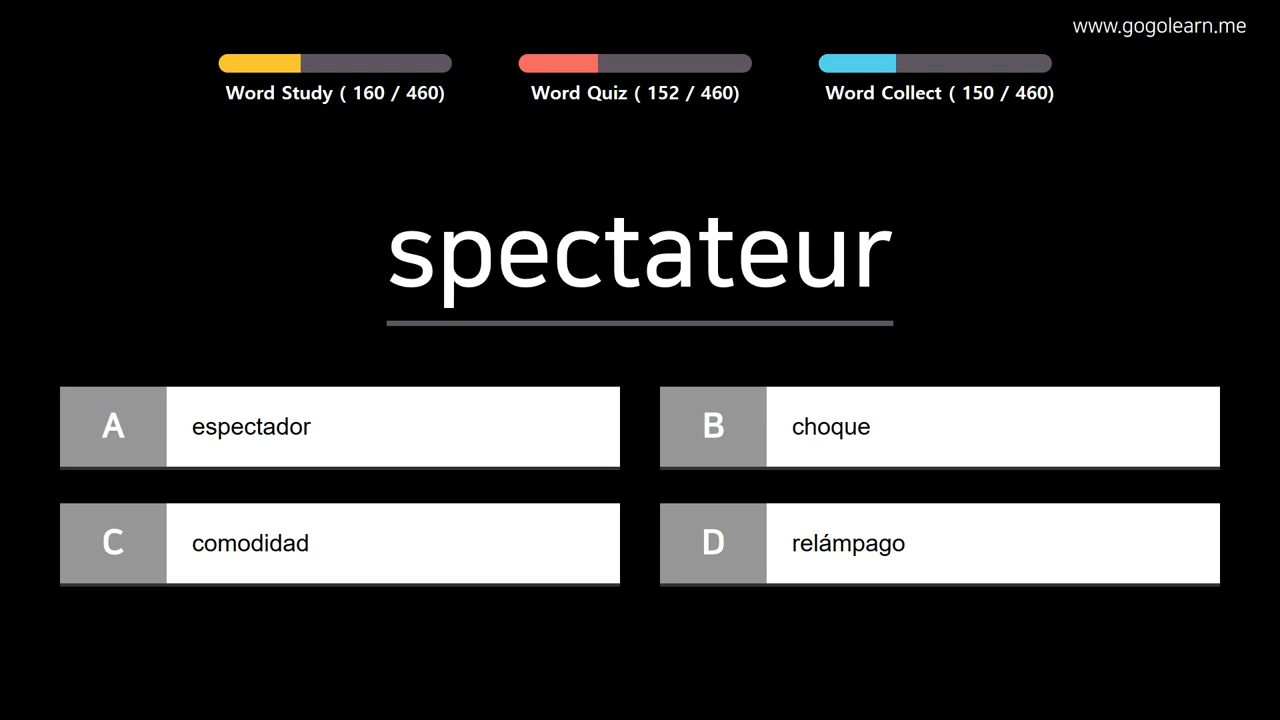 www.gogolearn.me
Word Study ( 160 / 460)
Word Quiz ( 152 / 460)
Word Collect ( 150 / 460)
spectateur
A espectador
B choque
C comodidad
D relámpago